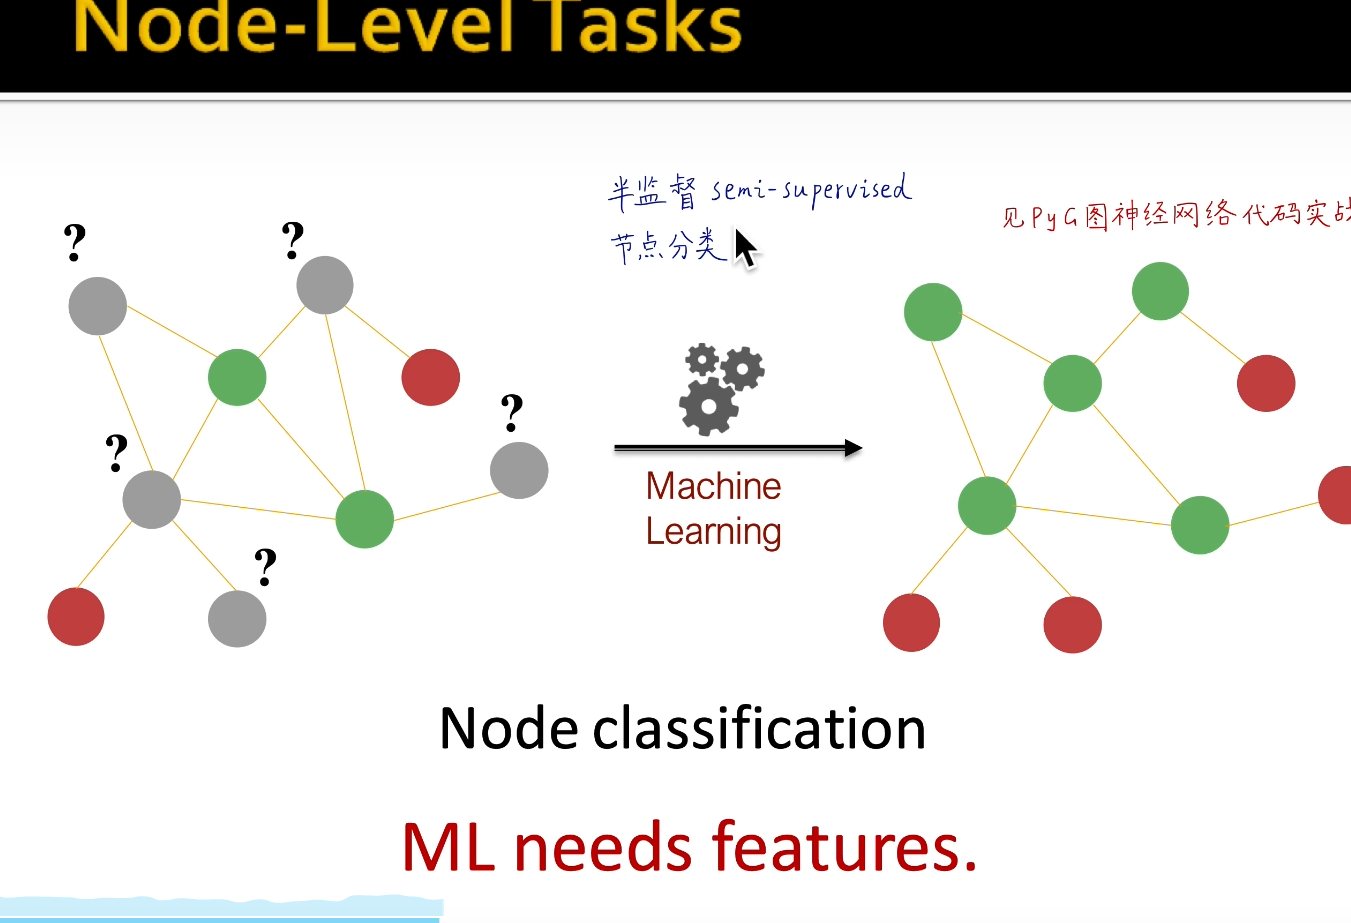 Node-Level Tasks
半监督 semi-supervised
节点分类
见PyG图神经网络代码实战
?
?
?
?
?
Machine
Learning
Node classification
ML needs features.